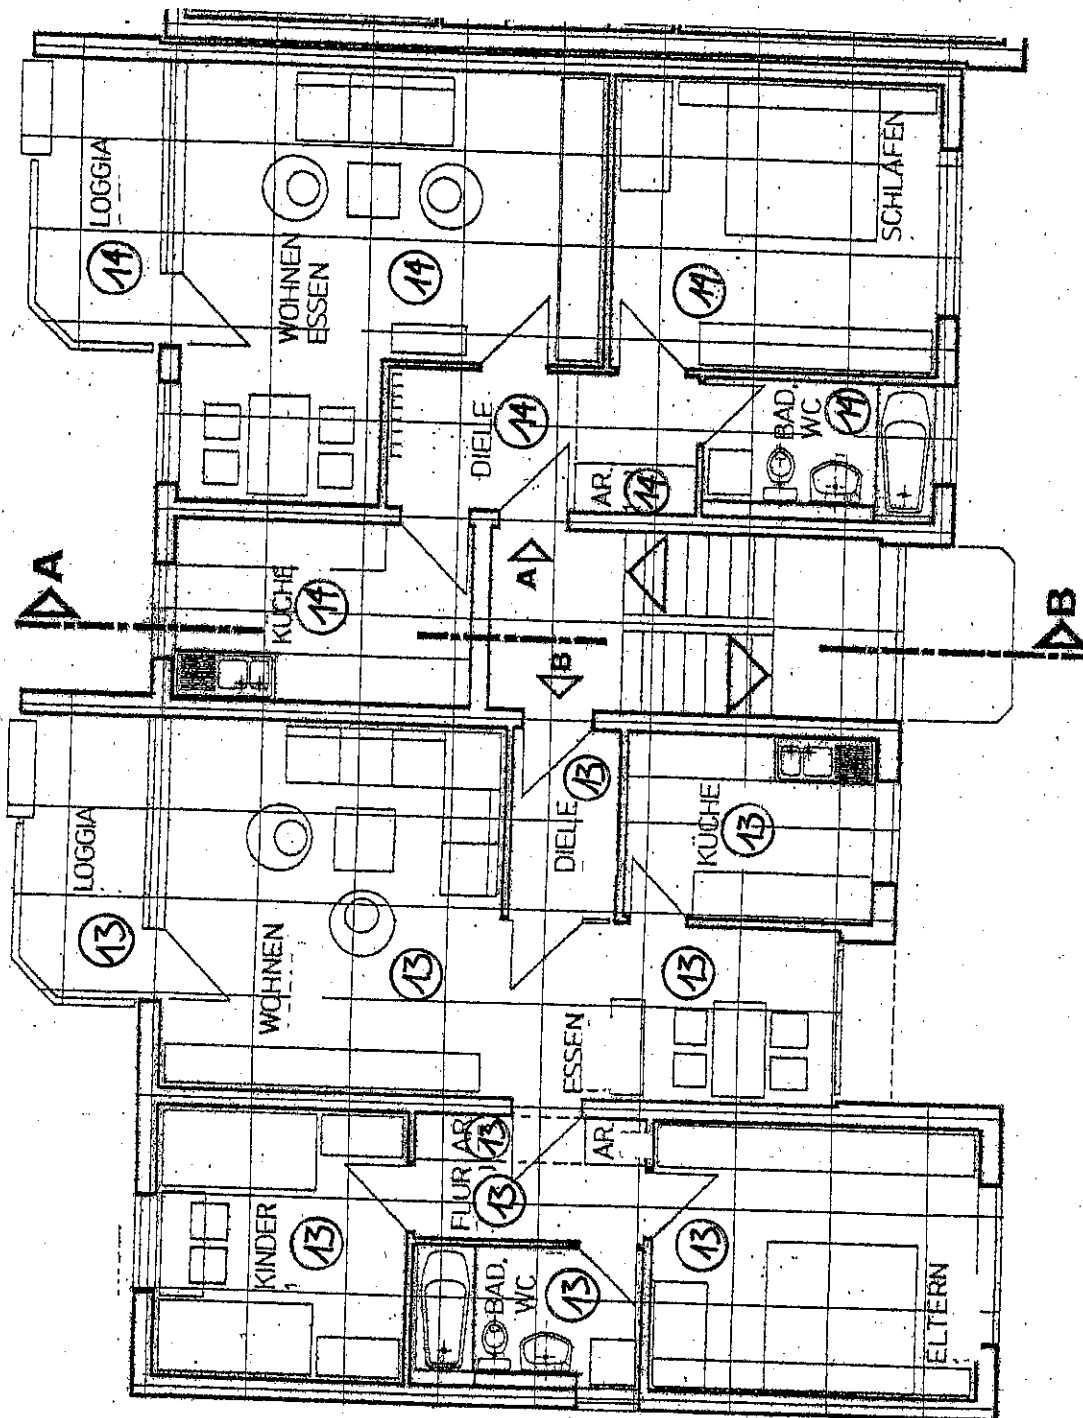 LOGGIA
14
WOHNEN
ESSEN
14
SCHLAFEN
14
DIELE
14
BAD,
WC
14
AR.
14
KÜCHE
14
A
A
B
B
LOGGIA
13
WOHNEN
13
DIELE
13
KÜCHE
13
ESSEN
13
KINDER
13
FLUR
13
AR.
13
AR.
BAD,
WC
13
ELTERN
13